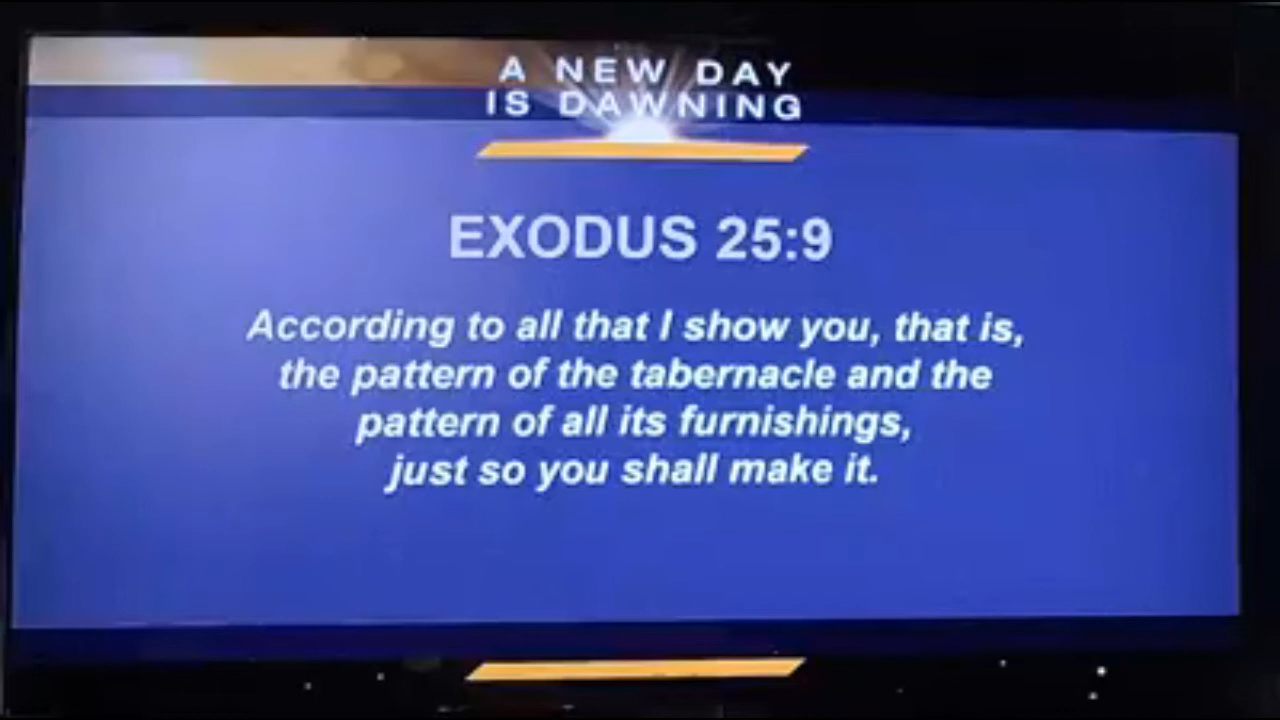 A NEW DAY
IS DAWNING
EXODUS 25:9
According to all that I show you, that is,
the pattern of the tabernacle and the
pattern of all its furnishings,
just so you shall make it.